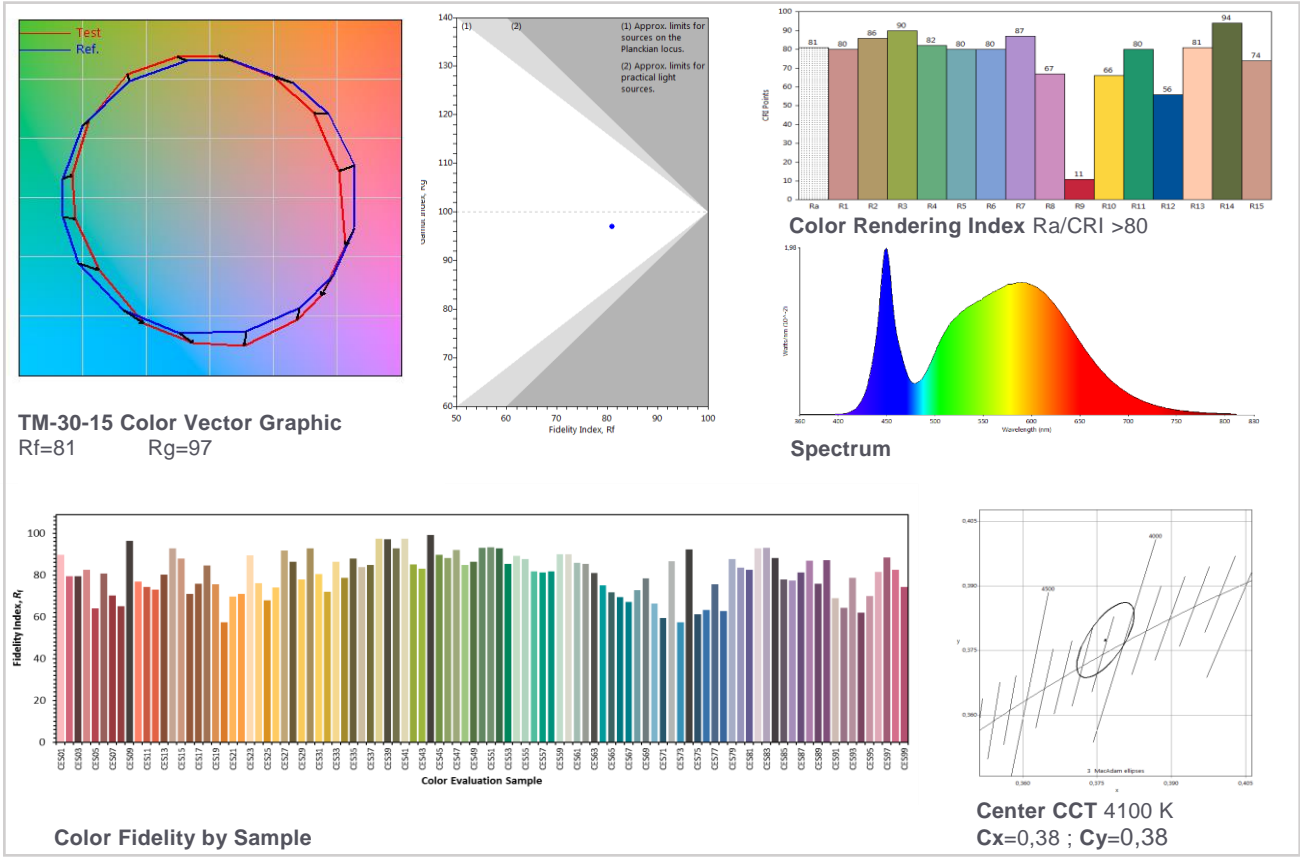 Test
Ref.
TM-30-15 Color Vector Graphic
Rf=81 Rg=97
140
130
120
110
100
90
80
70
60
50
60
70
80
90
100
(1)
(2)
(1) Approx. limits for
sources on the
Planckian locus.
(2) Approx. limits for
practical light
sources.
Gamut Index, Rg
Fidelity Index, Rf
CRI Points
100
90
80
70
60
50
40
30
20
10
0
81 80 86 90 82 80 80 87 67 11 66 80 56 81 94 74
Ra R1 R2 R3 R4 R5 R6 R7 R8 R9 R10 R11 R12 R13 R14 R15
Color Rendering Index Ra/CRI >80
1.98
360 400 450 500 550 600 650 700 750 800 830
Wavelength (nm)
Spectrum
Fidelity Index, Rf
100
80
60
40
20
0
CES01 CES03 CES05 CES07 CES09 CES11 CES13 CES15 CES17 CES19 CES21 CES23 CES25 CES27 CES29 CES31 CES33 CES35 CES37 CES39 CES41 CES43 CES45 CES47 CES49 CES51 CES53 CES55 CES57 CES59 CES61 CES63 CES65 CES67 CES69 CES71 CES73 CES75 CES77 CES79 CES81 CES83 CES85 CES87 CES89 CES91 CES93 CES95 CES97 CES99
Color Evaluation Sample
Color Fidelity by Sample
0,405
0,390
0,375
0,360
y
4500
4000
3 MacAdam ellipses
0,360 0,375 0,390 0,405
x
Center CCT 4100 K
Cx=0,38 ; Cy=0,38